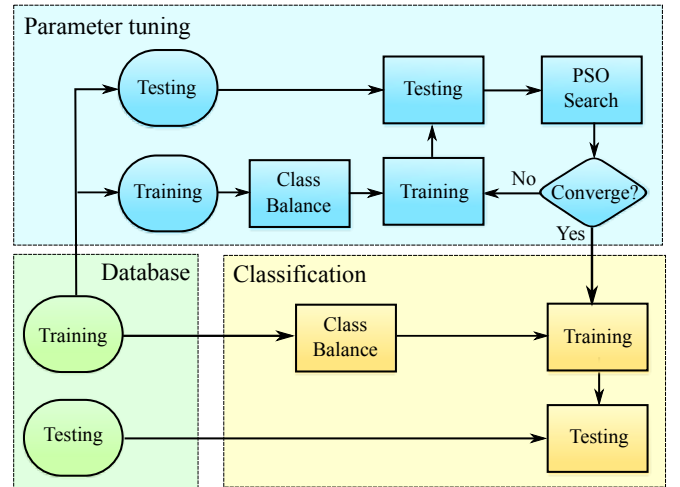 Parameter tuning
Testing
Testing
PSO
Search
Training
Class
Balance
Training
No
Converge?
Yes
Database
Classification
Training
Class
Balance
Training
Testing
Testing